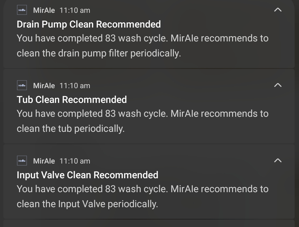 MirAIe 11:10 am
Drain Pump Clean Recommended
You have completed 83 wash cycle. MirAIe recommends to
clean the drain pump filter periodically.
MirAIe 11:10 am
Tub Clean Recommended
You have completed 83 wash cycle. MirAIe recommends to
clean the tub periodically.
MirAIe 11:10 am
Input Valve Clean Recommended
You have completed 83 wash cycle. MirAIe recommends to
clean the Input Valve periodically.